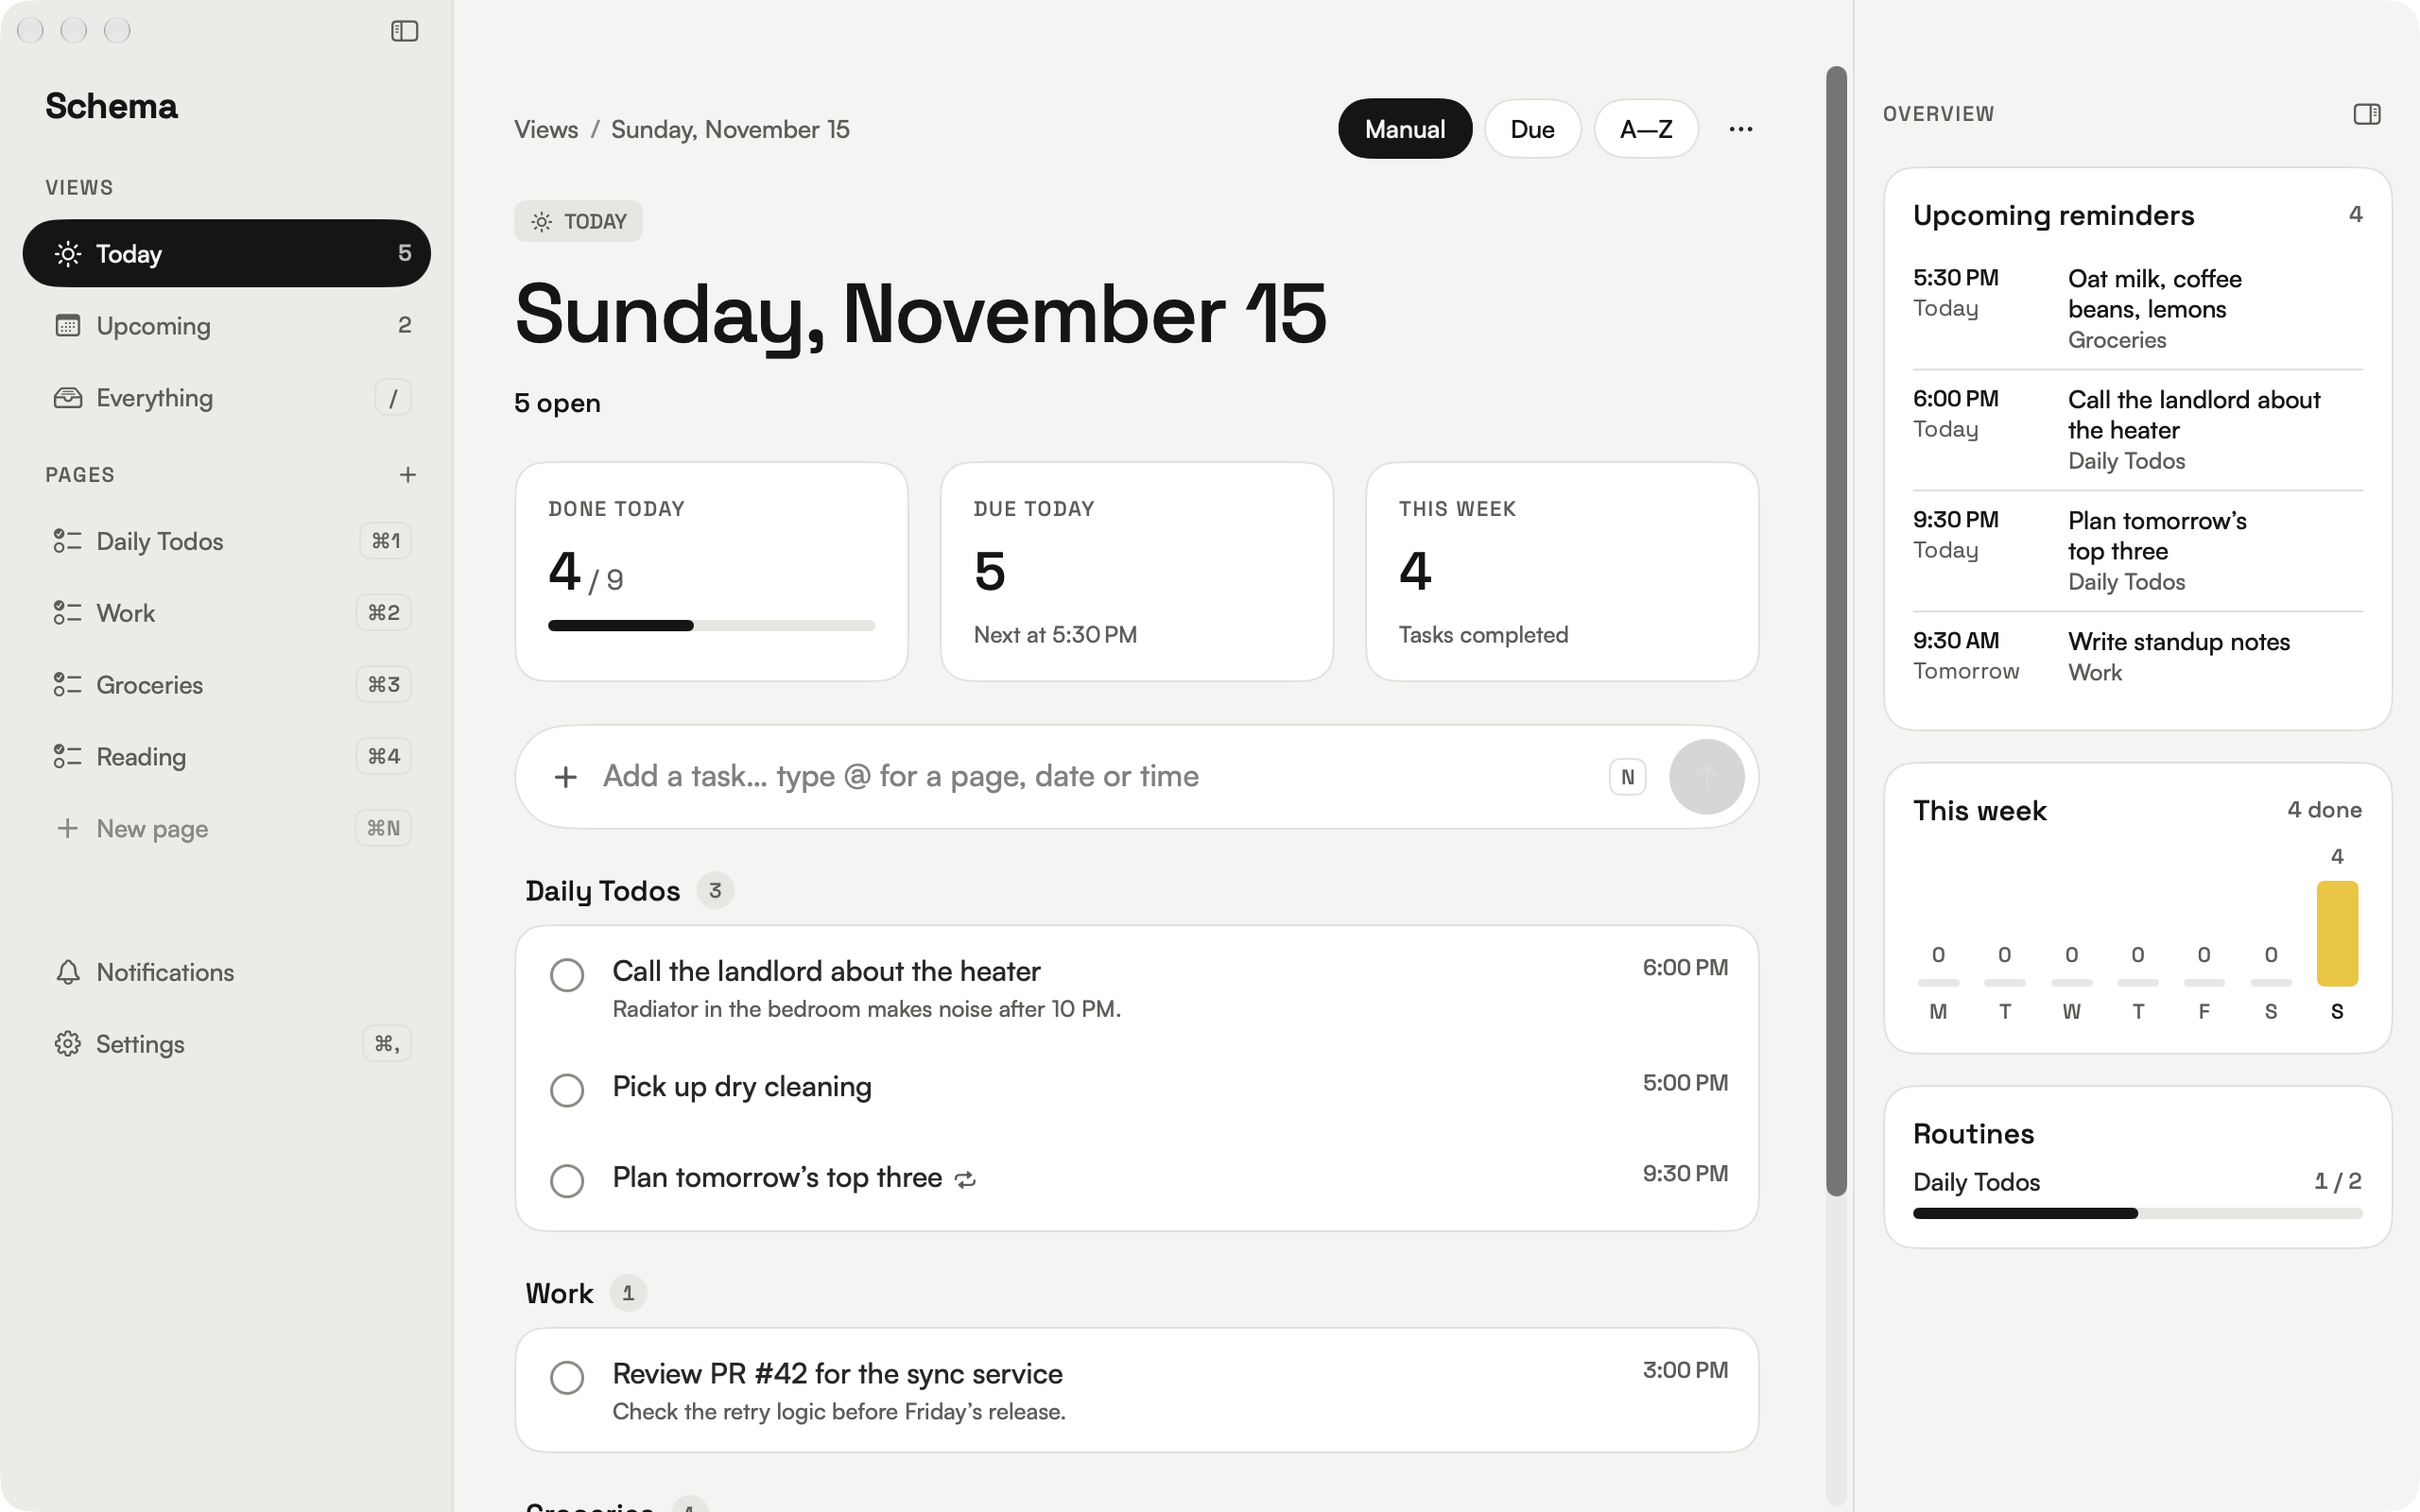 Schema
VIEWS
Today 5
Upcoming 2
Everything /
PAGES
Daily Todos ⌘1
Work ⌘2
Groceries ⌘3
Reading ⌘4
New page ⌘N
Notifications
Settings ⌘,
Views / Sunday, November 15
Manual Due A—Z
TODAY
Sunday, November 15
5 open
DONE TODAY
4 / 9
DUE TODAY
5
Next at 5:30 PM
THIS WEEK
4
Tasks completed
Add a task... type @ for a page, date or time N
Daily Todos 3
Call the landlord about the heater 6:00 PM
Radiator in the bedroom makes noise after 10 PM.
Pick up dry cleaning 5:00 PM
Plan tomorrow’s top three 9:30 PM
Work 1
Review PR #42 for the sync service 3:00 PM
Check the retry logic before Friday’s release.
OVERVIEW
Upcoming reminders 4
5:30 PM Oat milk, coffee
Today beans, lemons
Groceries
6:00 PM Call the landlord about
Today the heater
Daily Todos
9:30 PM Plan tomorrow’s
Today top three
Daily Todos
9:30 AM Write standup notes
Tomorrow Work
This week 4 done
4
0 0 0 0 0 0
M T W T F S S
Routines
Daily Todos 1 / 2